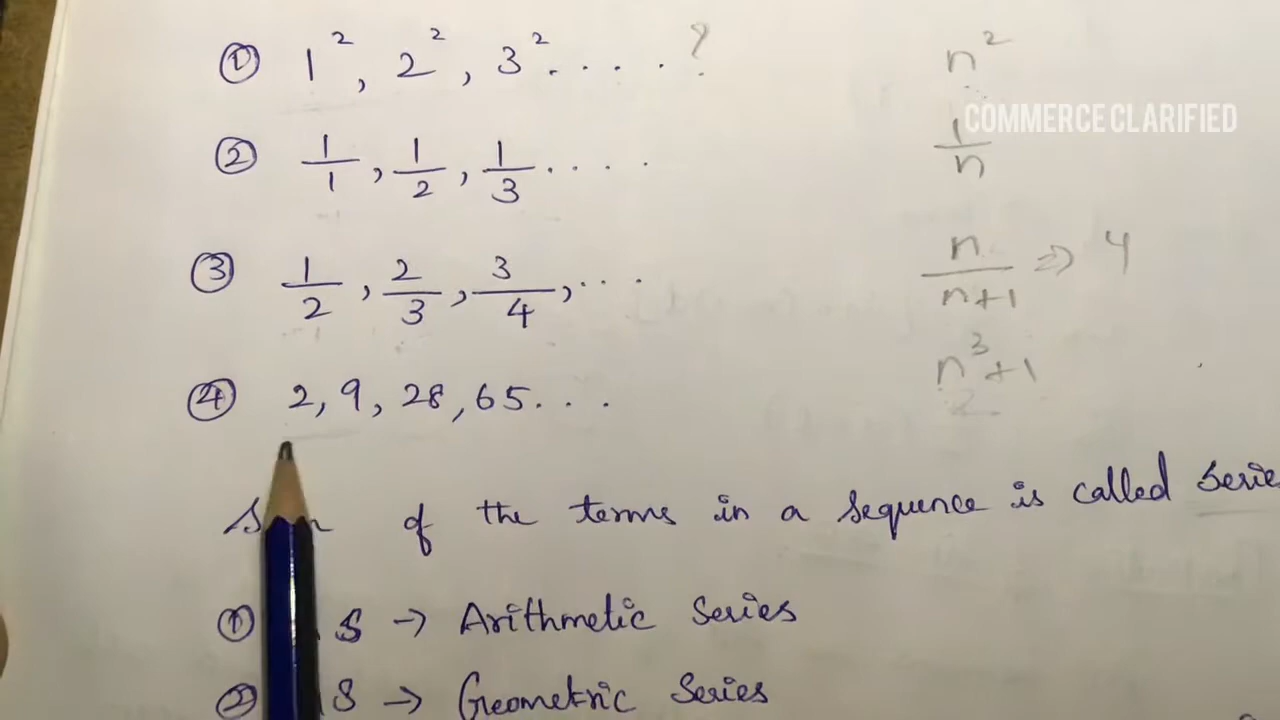 ① 1², 2², 3². . . . . ? n²
COMMERCE CLARIFIED
② 1/1, 1/2, 1/3 . . . . 1/n
③ 1/2, 2/3, 3/4, . . . n/n+1 ⇒ 4
④ 2, 9, 28, 65. . . n³+1
of the terms in a sequence is called
① S → Arithmetic Series
② S → Geometric Series